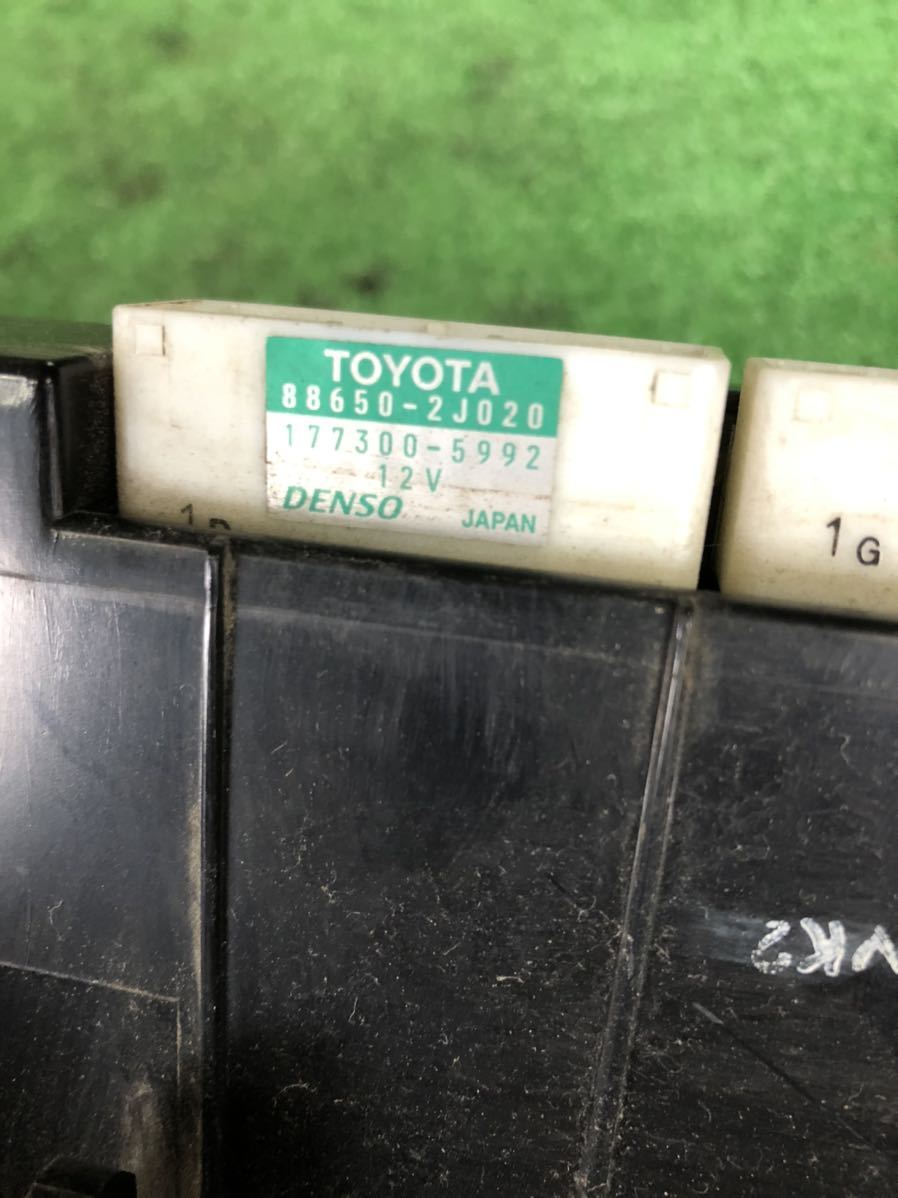 TOYOTA
88650-2J020
177300-5992
12V
DENSO JAPAN
1G